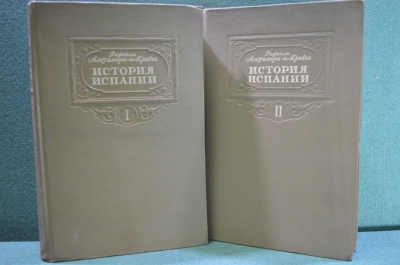 Рафаэль
Альтамира-и-Кревеа
ИСТОРИЯ
ИСПАНИИ
I
Рафаэль
Альтамира-и-Кревеа
ИСТОРИЯ
ИСПАНИИ
II